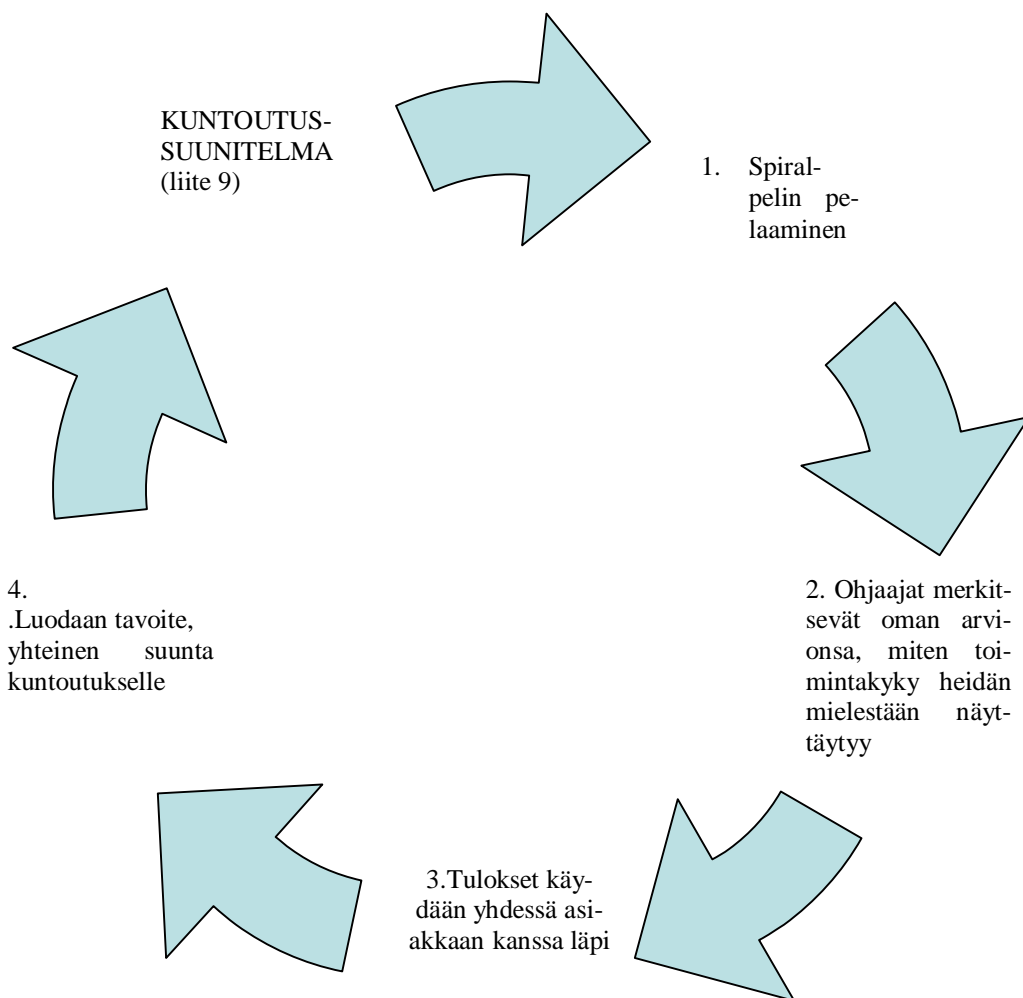 KUNTOUTUS-
SUUNITELMA
(liite 9)
1. Spiral-
pelin pe-
laaminen
2. Ohjaajat merkit-
sevät oman arvi-
onsa, miten toi-
mintakyky heidän
mielestään näyt-
täytyy
3.Tulokset käy-
dään yhdessä asi-
akkaan kanssa läpi
4.
.Luodaan tavoite,
yhteinen suunta
kuntoutukselle